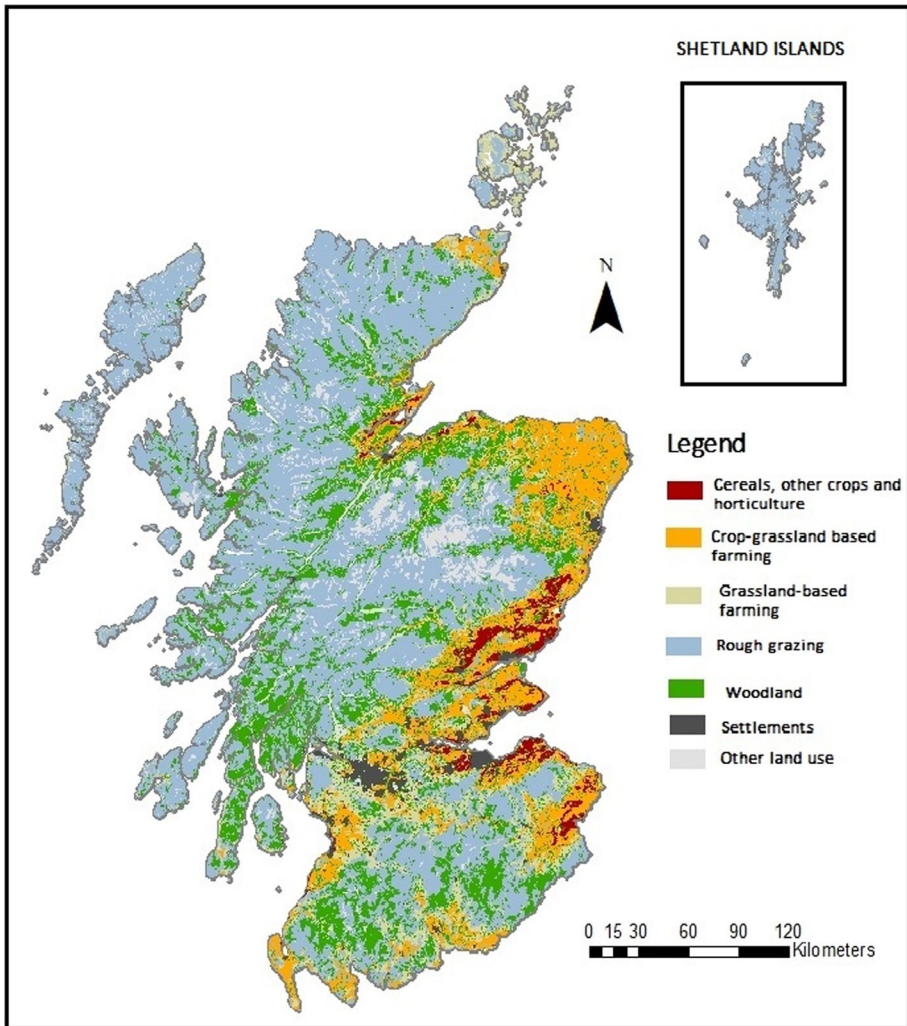 SHETLAND ISLANDS
N
Legend
Cereals, other crops and
horticulture
Crop-grassland based
farming
Grassland-based
farming
Rough grazing
Woodland
Settlements
Other land use
0 15 30 60 90 120
Kilometers